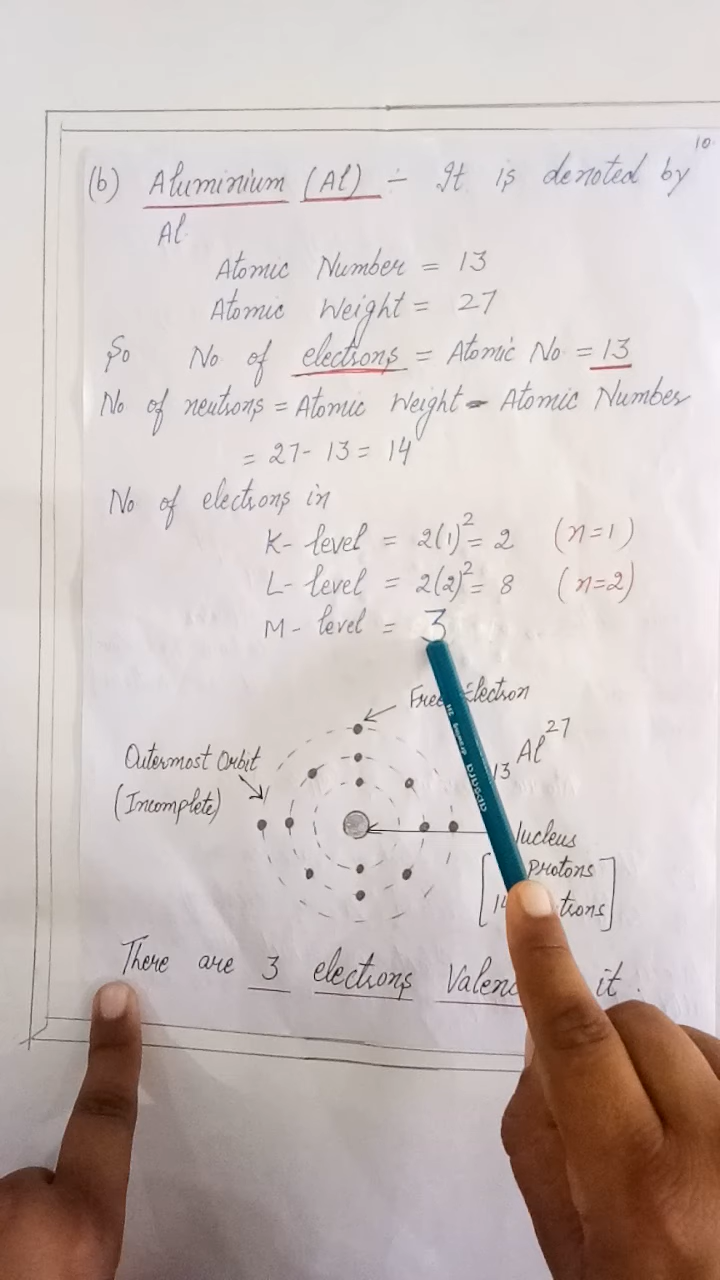 10.
(b) Aluminium (Al) ÷ It is denoted by
Al
Atomic Number = 13
Atomic Weight = 27
So No of electrons = Atomic No = 13
No of neutrons = Atomic Weight - Atomic Number
= 27 - 13 = 14
No of electrons in
K- level = 2(1)² = 2 (n=1)
L- level = 2(2)² = 8 (n=2)
M- level = 3
Free Electron
Outermost Orbit
(Incomplete)
13 Al 27
Protons
14
There are 3 electrons it.